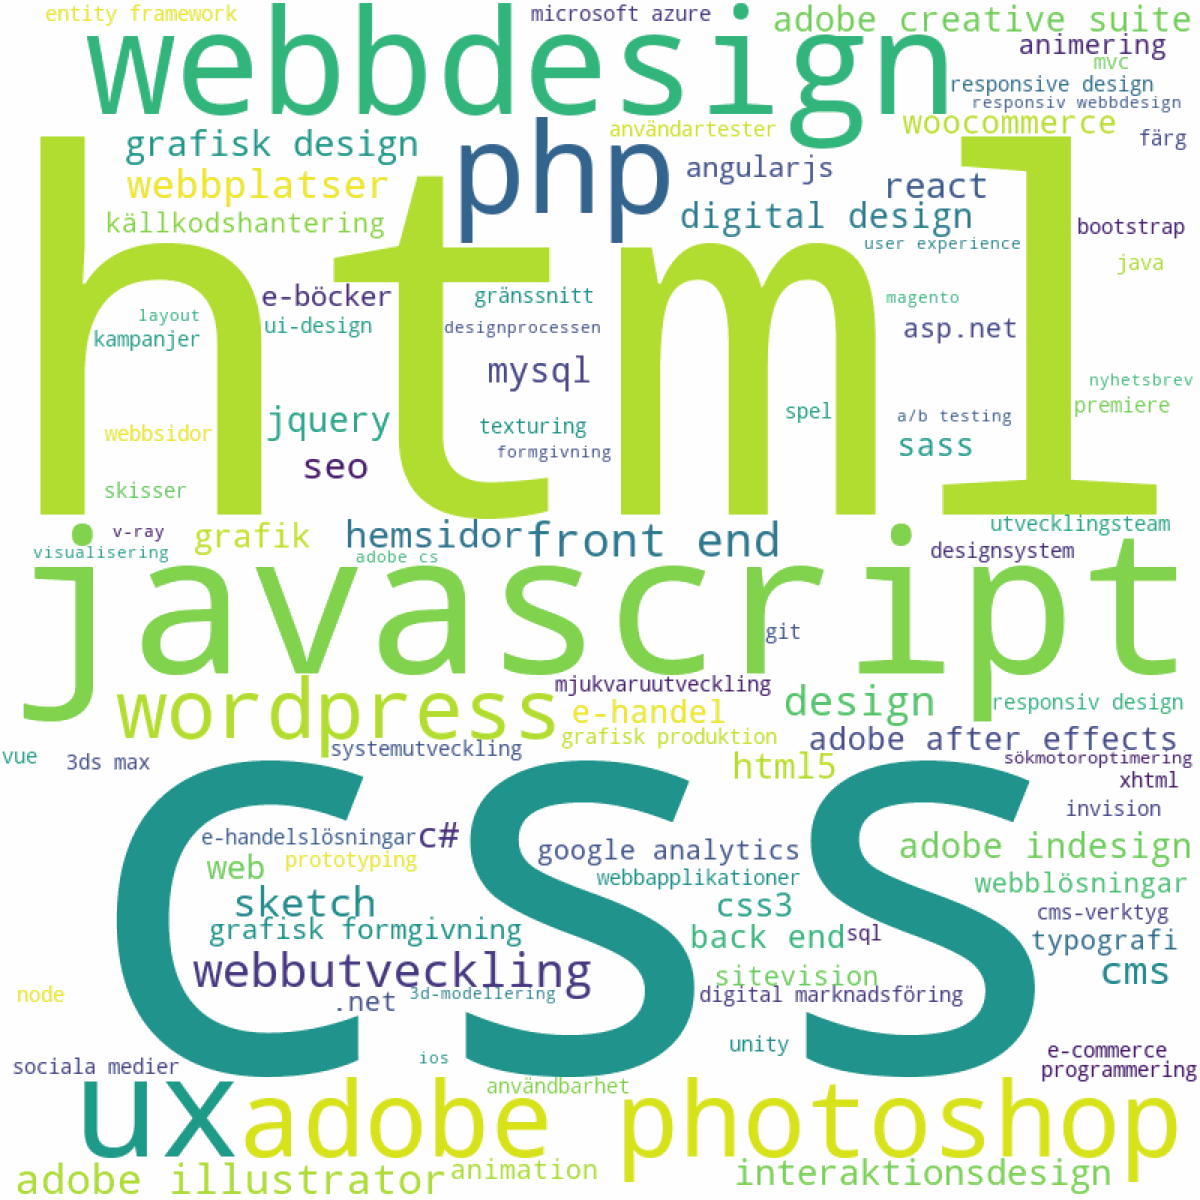 entity framework
microsoft azure
adobe creative suite
webbdesign
animering
mvc
responsive design
responsiv webbdesign
woocommerce
användartester
färg
grafisk design
php
angularjs
webbplatser
react
källkodshantering
digital design
bootstrap
user experience
java
html
e-böcker
gränssnitt
magento
layout
ui-design
designprocessen
asp.net
kampanjer
mysql
nyhetsbrev
premiere
spel
a/b testing
jquery
texturing
webbsidor
sass
formgivning
seo
skisser
v-ray
grafik
hemsidor
front end
utvecklingsteam
visualisering
adobe cs
designsystem
javascript
git
mjukvaruutveckling
wordpress
e-handel
design
responsiv design
grafisk produktion
adobe after effects
systemutveckling
vue
3ds max
html5
sökmotoroptimering
xhtml
css
invision
e-handelslösningar
c#
google analytics
adobe indesign
prototyping
web
webbapplikationer
webblösningar
sketch
css3
cms-verktyg
grafisk formgivning
back end
sql
typografi
webbutveckling
sitevision
cms
node
.net
3d-modellering
digital marknadsföring
unity
e-commerce
ios
sociala medier
programmering
användbarhet
ux
adobe photoshop
adobe illustrator
animation
interaktionsdesign